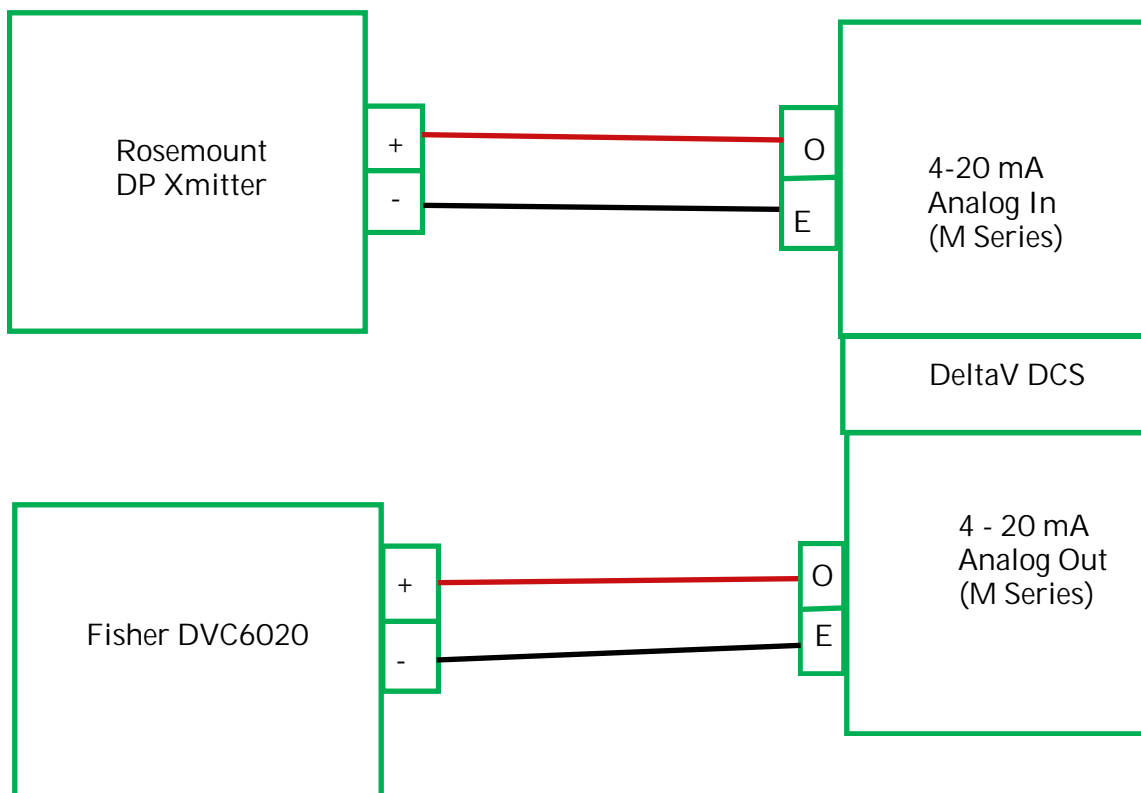 Rosemount
DP Xmitter
+
-
O
E
4-20 mA
Analog In
(M Series)
DeltaV DCS
Fisher DVC6020
+
-
O
E
4 - 20 mA
Analog Out
(M Series)